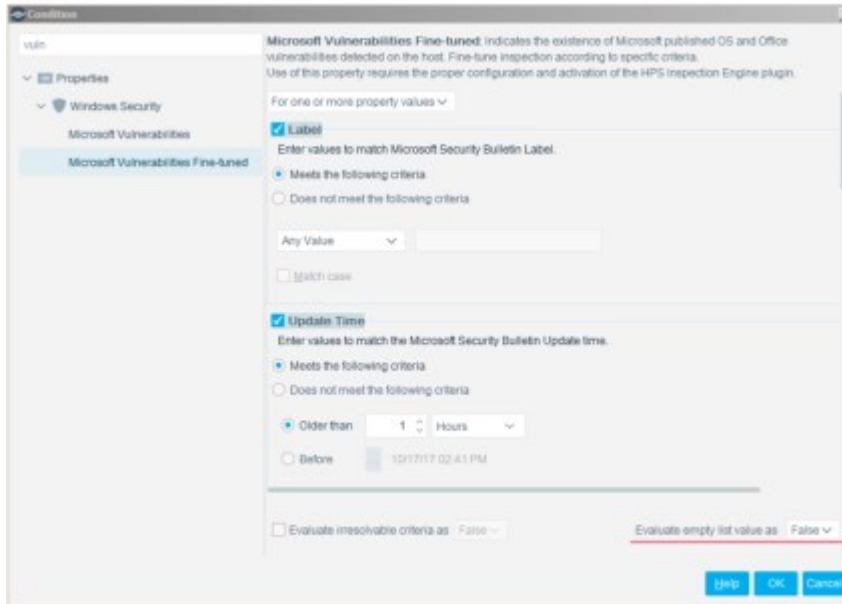 Condition
vuln
Properties
Windows Security
Microsoft Vulnerabilities
Microsoft Vulnerabilities Fine-tuned
Microsoft Vulnerabilities Fine-tuned: Indicates the existence of Microsoft published OS and Office
vulnerabilities detected on the host. Fine-tune inspection according to specific criteria.
Use of this property requires the proper configuration and activation of the HPS Inspection Engine plugin.
For one or more property values
Label
Enter values to match Microsoft Security Bulletin Label.
Meets the following criteria
Does not meet the following criteria
Any Value
Match case
Update Time
Enter values to match the Microsoft Security Bulletin Update time.
Meets the following criteria
Does not meet the following criteria
Older than 1 Hours
Before 10/17/17 02:41 PM
Evaluate irresolvable criteria as False Evaluate empty list value as False
Help OK Cancel